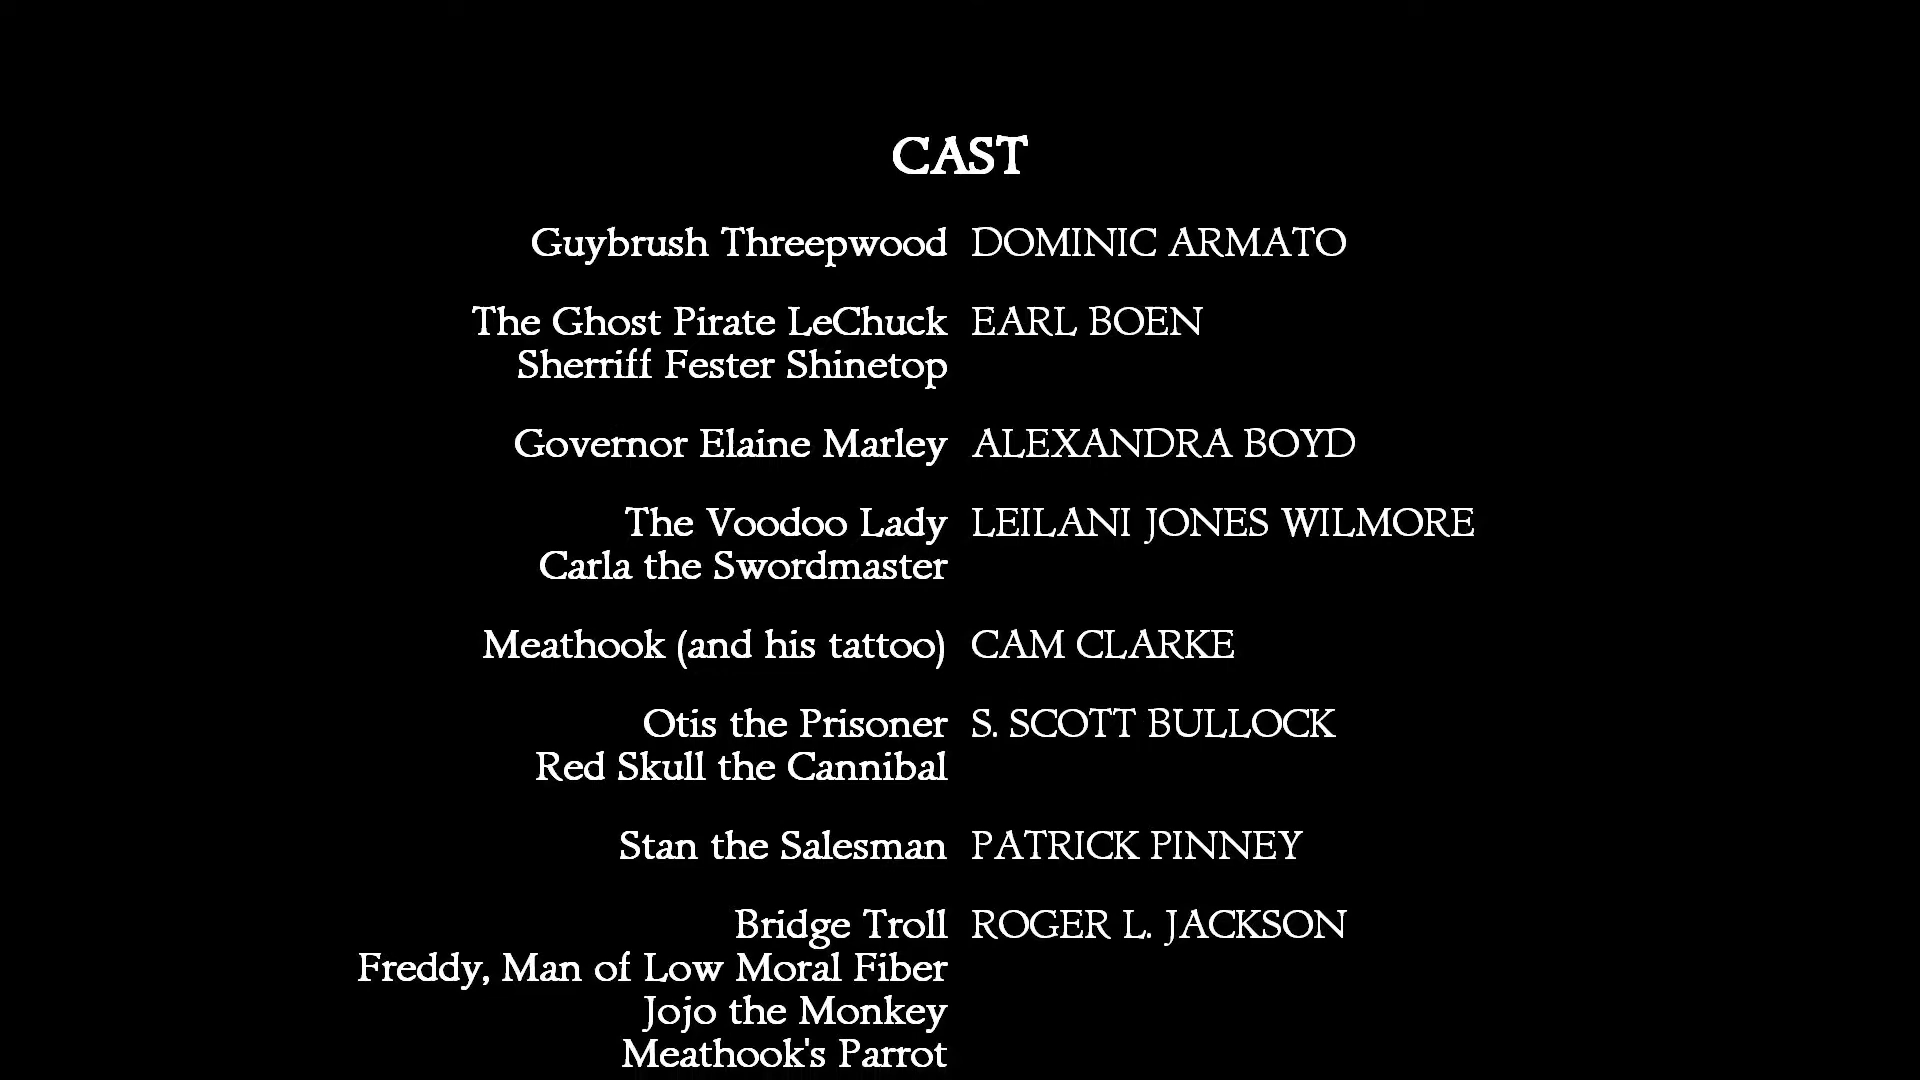 CAST
Guybrush Threepwood DOMINIC ARMATO
The Ghost Pirate LeChuck EARL BOEN
Sherriff Fester Shinetop
Governor Elaine Marley ALEXANDRA BOYD
The Voodoo Lady LEILANI JONES WILMORE
Carla the Swordmaster
Meathook (and his tattoo) CAM CLARKE
Otis the Prisoner S. SCOTT BULLOCK
Red Skull the Cannibal
Stan the Salesman PATRICK PINNEY
Bridge Troll ROGER L. JACKSON
Freddy, Man of Low Moral Fiber
Jojo the Monkey
Meathook's Parrot